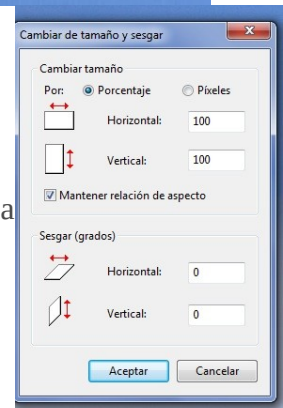 Cambiar de tamaño y sesgar
Cambiar tamaño
Por: Porcentaje Píxeles
Horizontal: 100
Vertical: 100
Mantener relación de aspecto
a
Sesgar (grados)
Horizontal: 0
Vertical: 0
Aceptar Cancelar